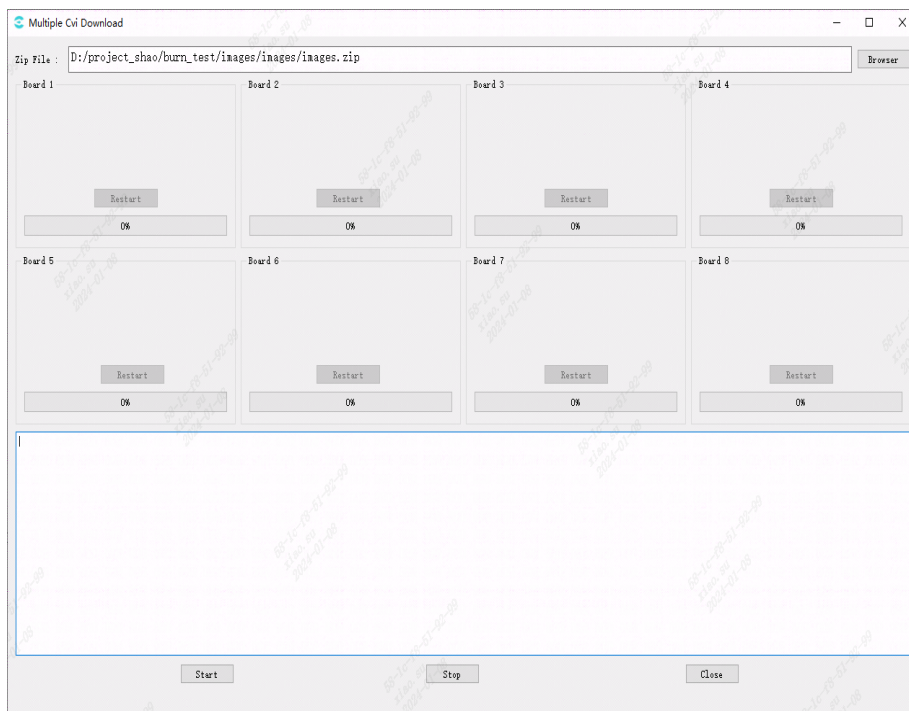 Multiple Cvi Download
Zip File : D:/project_shao/burn_test/images/images/images.zip Browser
Board 1 Board 2 Board 3 Board 4
Restart Restart Restart Restart
0% 0% 0% 0%
Board 5 Board 6 Board 7 Board 8
Restart Restart Restart Restart
0% 0% 0% 0%
Start Stop Close